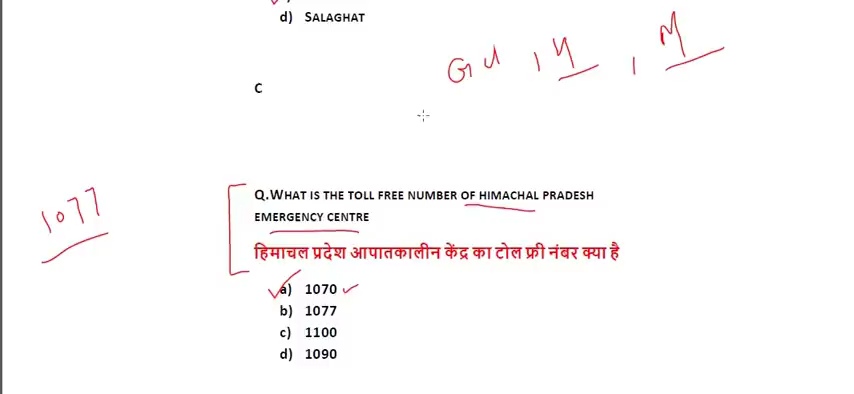 d) SALAGHAT
C
1077
Q.WHAT IS THE TOLL FREE NUMBER OF HIMACHAL PRADESH
EMERGENCY CENTRE
हिमाचल प्रदेश आपातकालीन केंद्र का टोल फ्री नंबर क्या है
a) 1070
b) 1077
c) 1100
d) 1090